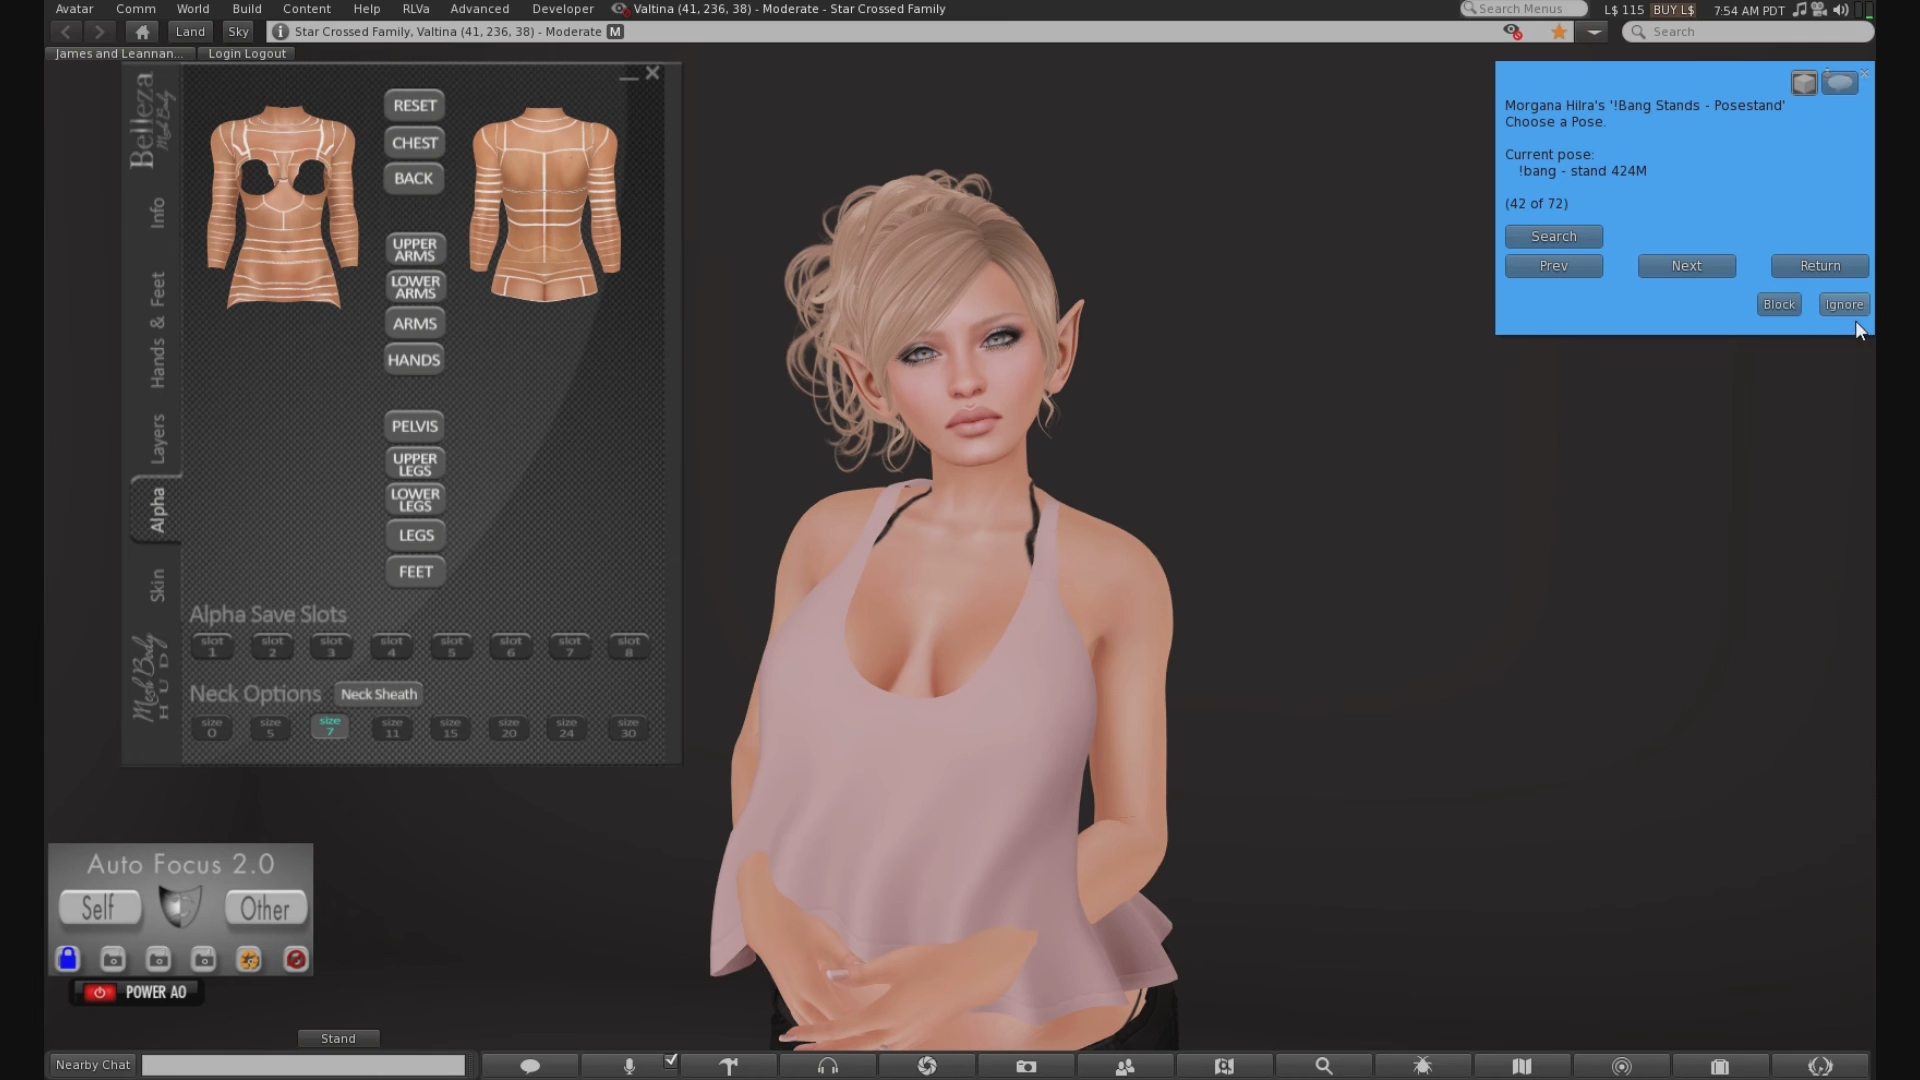 Avatar Comm World Build Content Help RLVa Advanced Developer Valtina (41, 236, 38) - Moderate - Star Crossed Family Search Menus L$ 115 BUY L$ 7:54 AM PDT
Land Sky Star Crossed Family, Valtina (41, 236, 38) - Moderate M Search
James and Leannan... Login Logout
Belleza
Mesh Body
Info
Hands & Feet
Layers
Alpha
Skin
Mesh Body
HUD
RESET
CHEST
BACK
UPPER
ARMS
LOWER
ARMS
ARMS
HANDS
PELVIS
UPPER
LEGS
LOWER
LEGS
LEGS
FEET
Alpha Save Slots
slot 1 slot 2 slot 3 slot 4 slot 5 slot 6 slot 7 slot 8
Neck Options Neck Sheath
size 0 size 5 size 7 size 11 size 15 size 20 size 24 size 30
Morgana Hilra's '!Bang Stands - Posestand'
Choose a Pose.
Current pose:
!bang - stand 424M
(42 of 72)
Search
Prev Next Return
Block Ignore
Auto Focus 2.0
Self Other
POWER AO
Stand
Nearby Chat